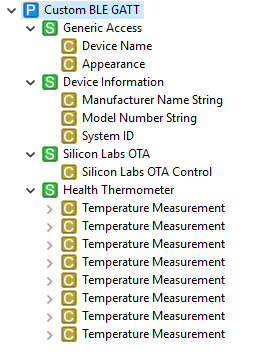 P Custom BLE GATT
S Generic Access
C Device Name
C Appearance
S Device Information
C Manufacturer Name String
C Model Number String
C System ID
S Silicon Labs OTA
C Silicon Labs OTA Control
S Health Thermometer
C Temperature Measurement
C Temperature Measurement
C Temperature Measurement
C Temperature Measurement
C Temperature Measurement
C Temperature Measurement
C Temperature Measurement
C Temperature Measurement